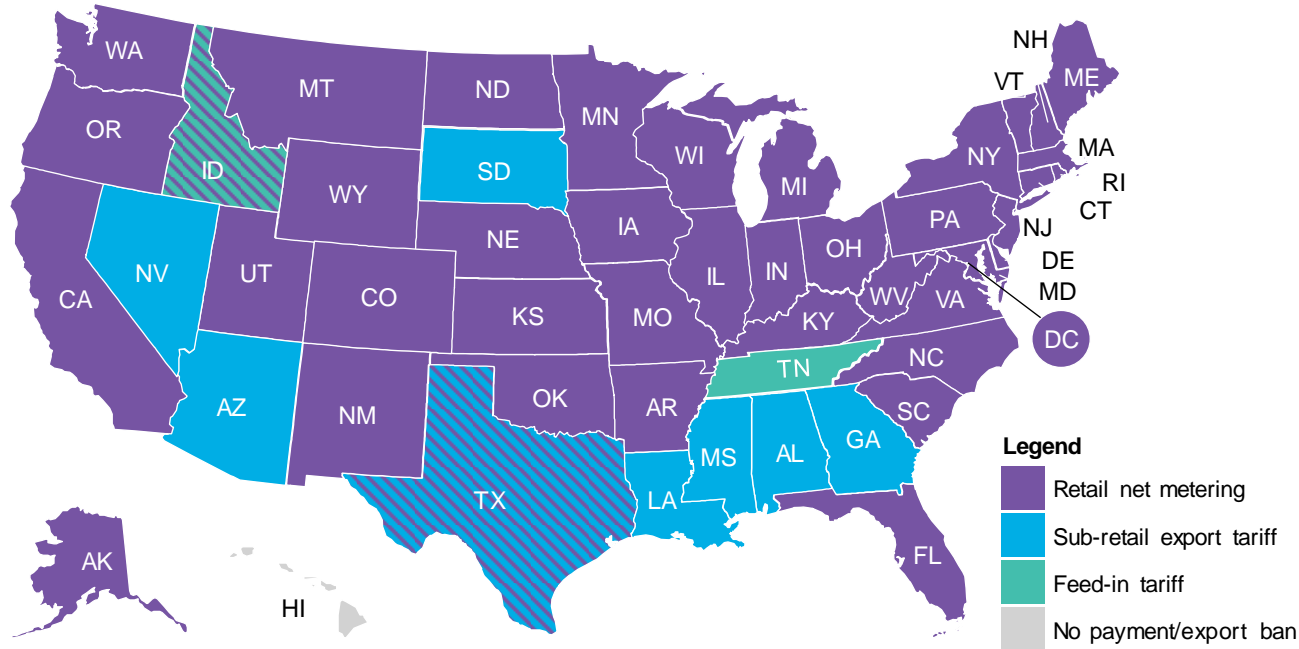 NH
WA
VT
ME
MT
ND
MN
OR
ID
WI
NY
MA
SD
MI
RI
WY
CT
PA
NJ
IA
NE
OH
NV
UT
IL
IN
DE
CO
MD
CA
WV
VA
KS
MO
KY
DC
TN
NC
AZ
OK
AR
NM
SC
GA
MS
AL
Legend
TX
LA
Retail net metering
Sub-retail export tariff
AK
FL
Feed-in tariff
HI
No payment/export ban